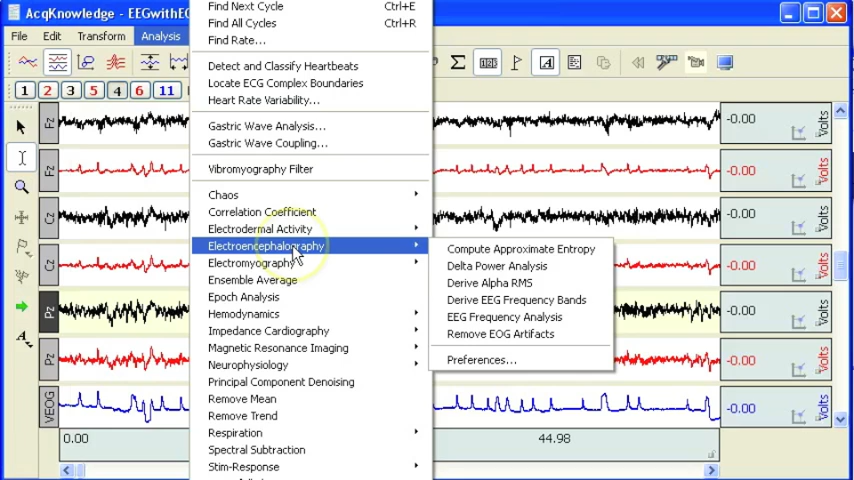 AcqKnowledge - EEGwithEO
File Edit Transform Analysis
Find Next Cycle Ctrl+E
Find All Cycles Ctrl+R
Find Rate...
Detect and Classify Heartbeats
Locate ECG Complex Boundaries
Heart Rate Variability...
Gastric Wave Analysis...
Gastric Wave Coupling...
Vibromyography Filter
Chaos
Correlation Coefficient
Electrodermal Activity
Electroencephalography
Electromyography
Ensemble Average
Epoch Analysis
Hemodynamics
Impedance Cardiography
Magnetic Resonance Imaging
Neurophysiology
Principal Component Denoising
Remove Mean
Remove Trend
Respiration
Spectral Subtraction
Stim-Response
Compute Approximate Entropy
Delta Power Analysis
Derive Alpha RMS
Derive EEG Frequency Bands
EEG Frequency Analysis
Remove EOG Artifacts
Preferences...
1 2 3 5 4 6 11
Fz -0.00 Volts
Fz -0.00 Volts
Cz -0.00 Volts
Cz -0.00 Volts
Pz -0.00 Volts
Pz -0.00 Volts
VEOG -0.00 Volts
0.00 44.98